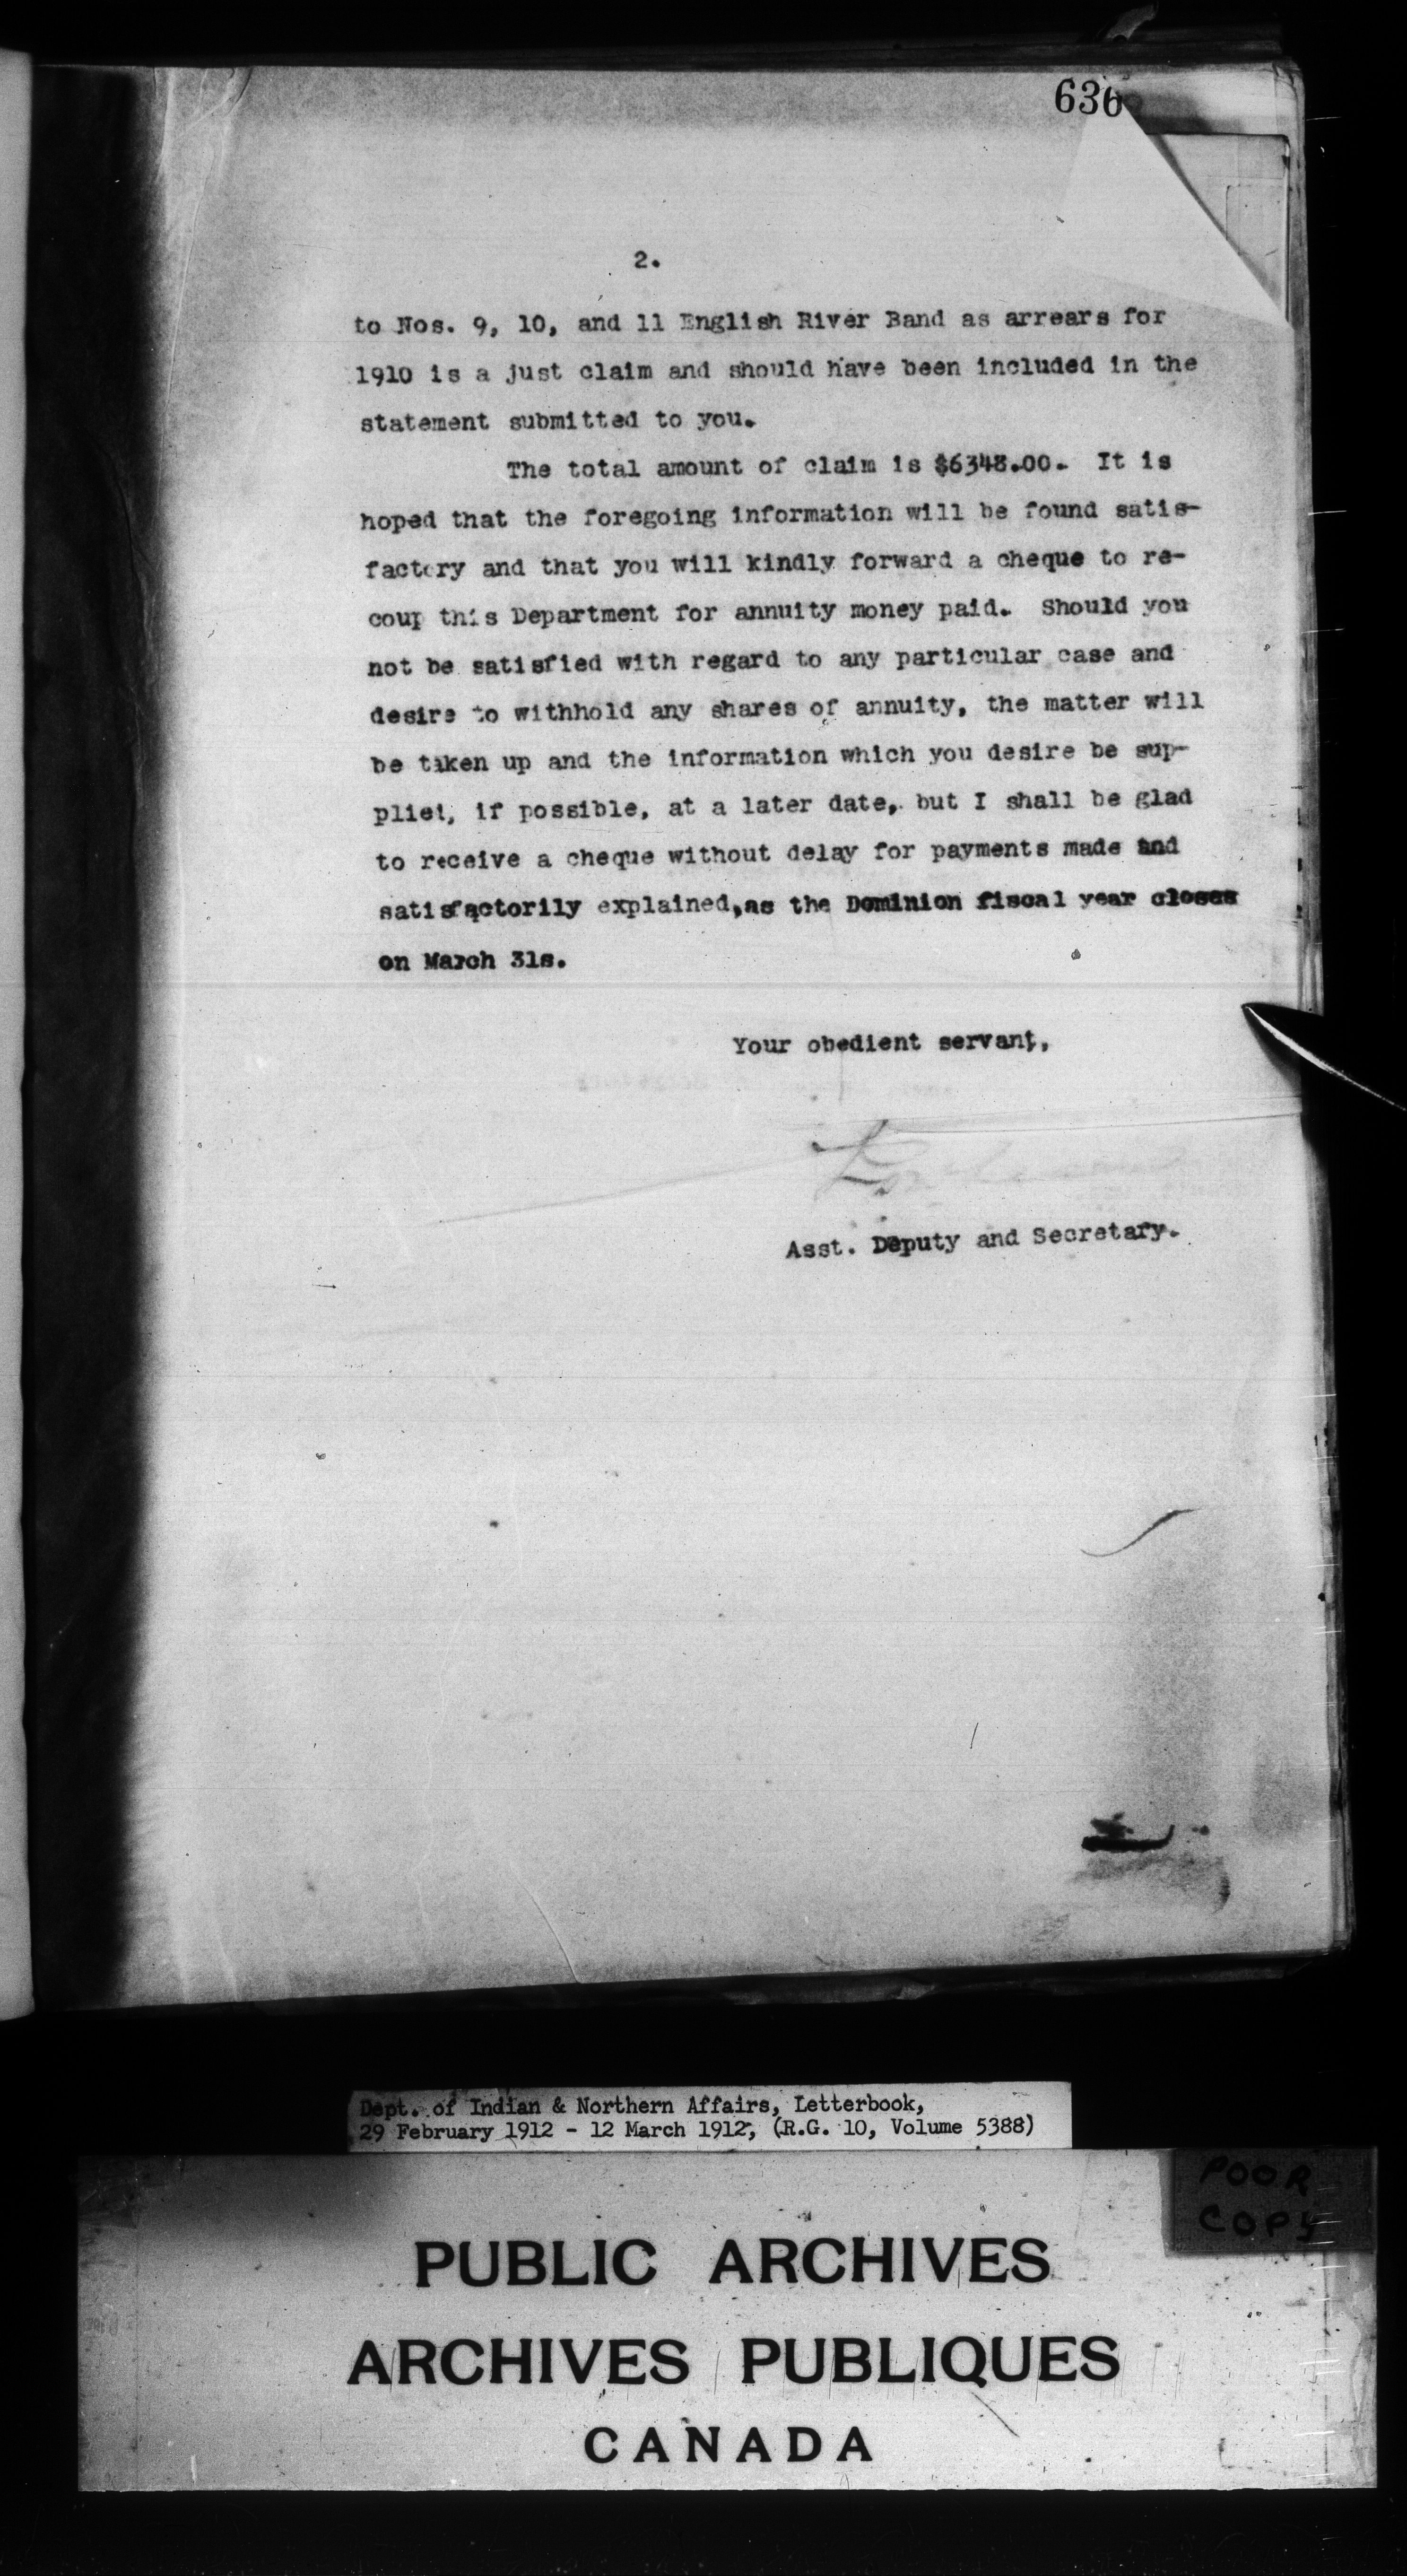 636
2.
to Nos. 9, 10, and 11 English River Band as arrears for
1910 is a just claim and should have been included in the
statement submitted to you.
The total amount of claim is $6348.00. It is
hoped that the foregoing information will be found satis-
factory and that you will kindly forward a cheque to re-
coup this Department for annuity money paid. Should you
not be satisfied with regard to any particular case and
desire to withhold any shares of annuity, the matter will
be taken up and the information which you desire be sup-
plied, if possible, at a later date, but I shall be glad
to receive a cheque without delay for payments made and
satisfactorily explained, as the Dominion fiscal year closes
on March 31s.
Your obedient servant,
Asst. Deputy and Secretary.
Dept. of Indian & Northern Affairs, Letterbook,
29 February 1912 - 12 March 1912, (R.G. 10, Volume 5388)
POOR
COPY
PUBLIC ARCHIVES
ARCHIVES PUBLIQUES
CANADA